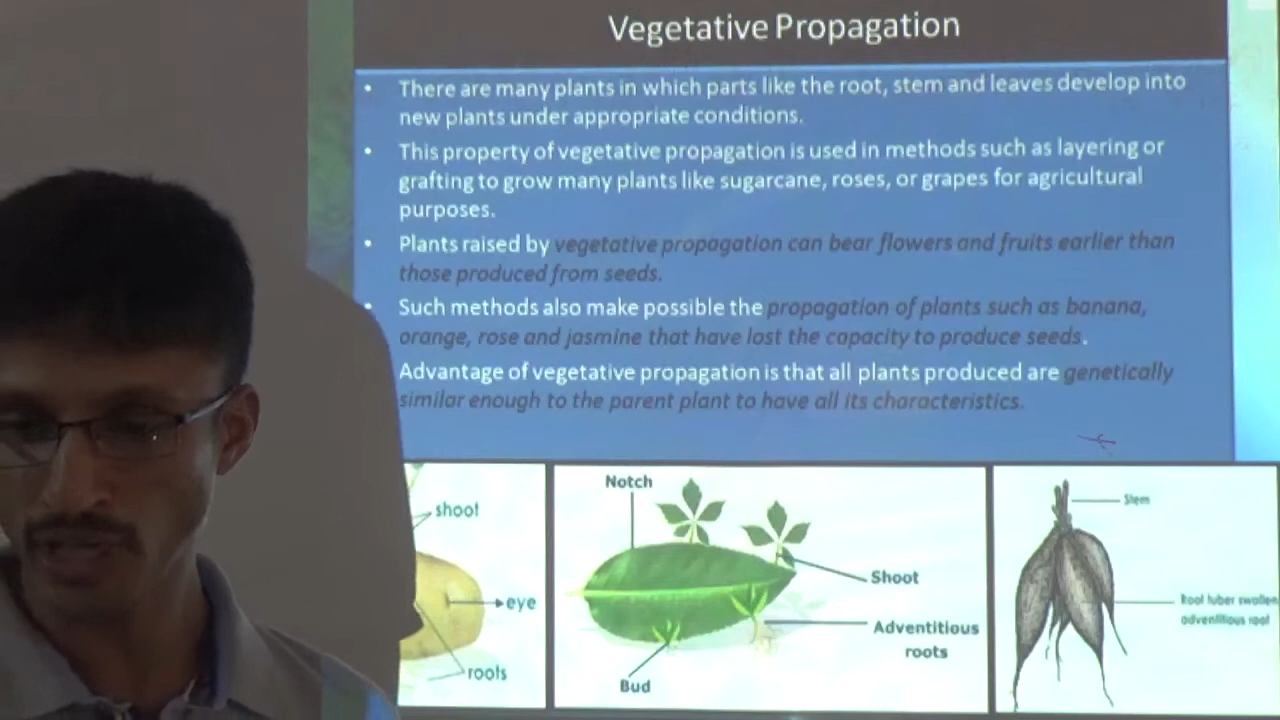 Vegetative Propagation
• There are many plants in which parts like the root, stem and leaves develop into
new plants under appropriate conditions.
• This property of vegetative propagation is used in methods such as layering or
grafting to grow many plants like sugarcane, roses, or grapes for agricultural
purposes.
• Plants raised by vegetative propagation can bear flowers and fruits earlier than
those produced from seeds.
• Such methods also make possible the propagation of plants such as banana,
orange, rose and jasmine that have lost the capacity to produce seeds.
Advantage of vegetative propagation is that all plants produced are genetically
similar enough to the parent plant to have all its characteristics.
shoot
eye
roots
Notch
Shoot
Adventitious
roots
Bud
Stem
Root tuber swollen
adventitious root